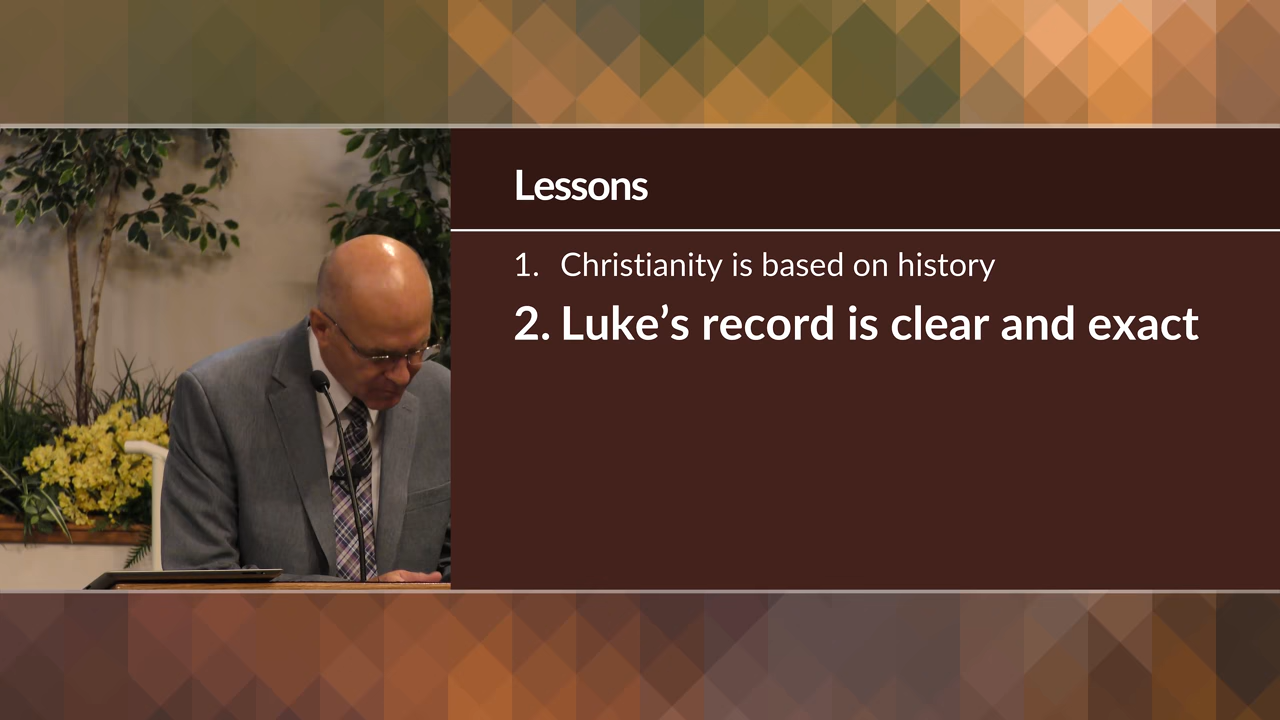 Lessons
1. Christianity is based on history
2. Luke’s record is clear and exact